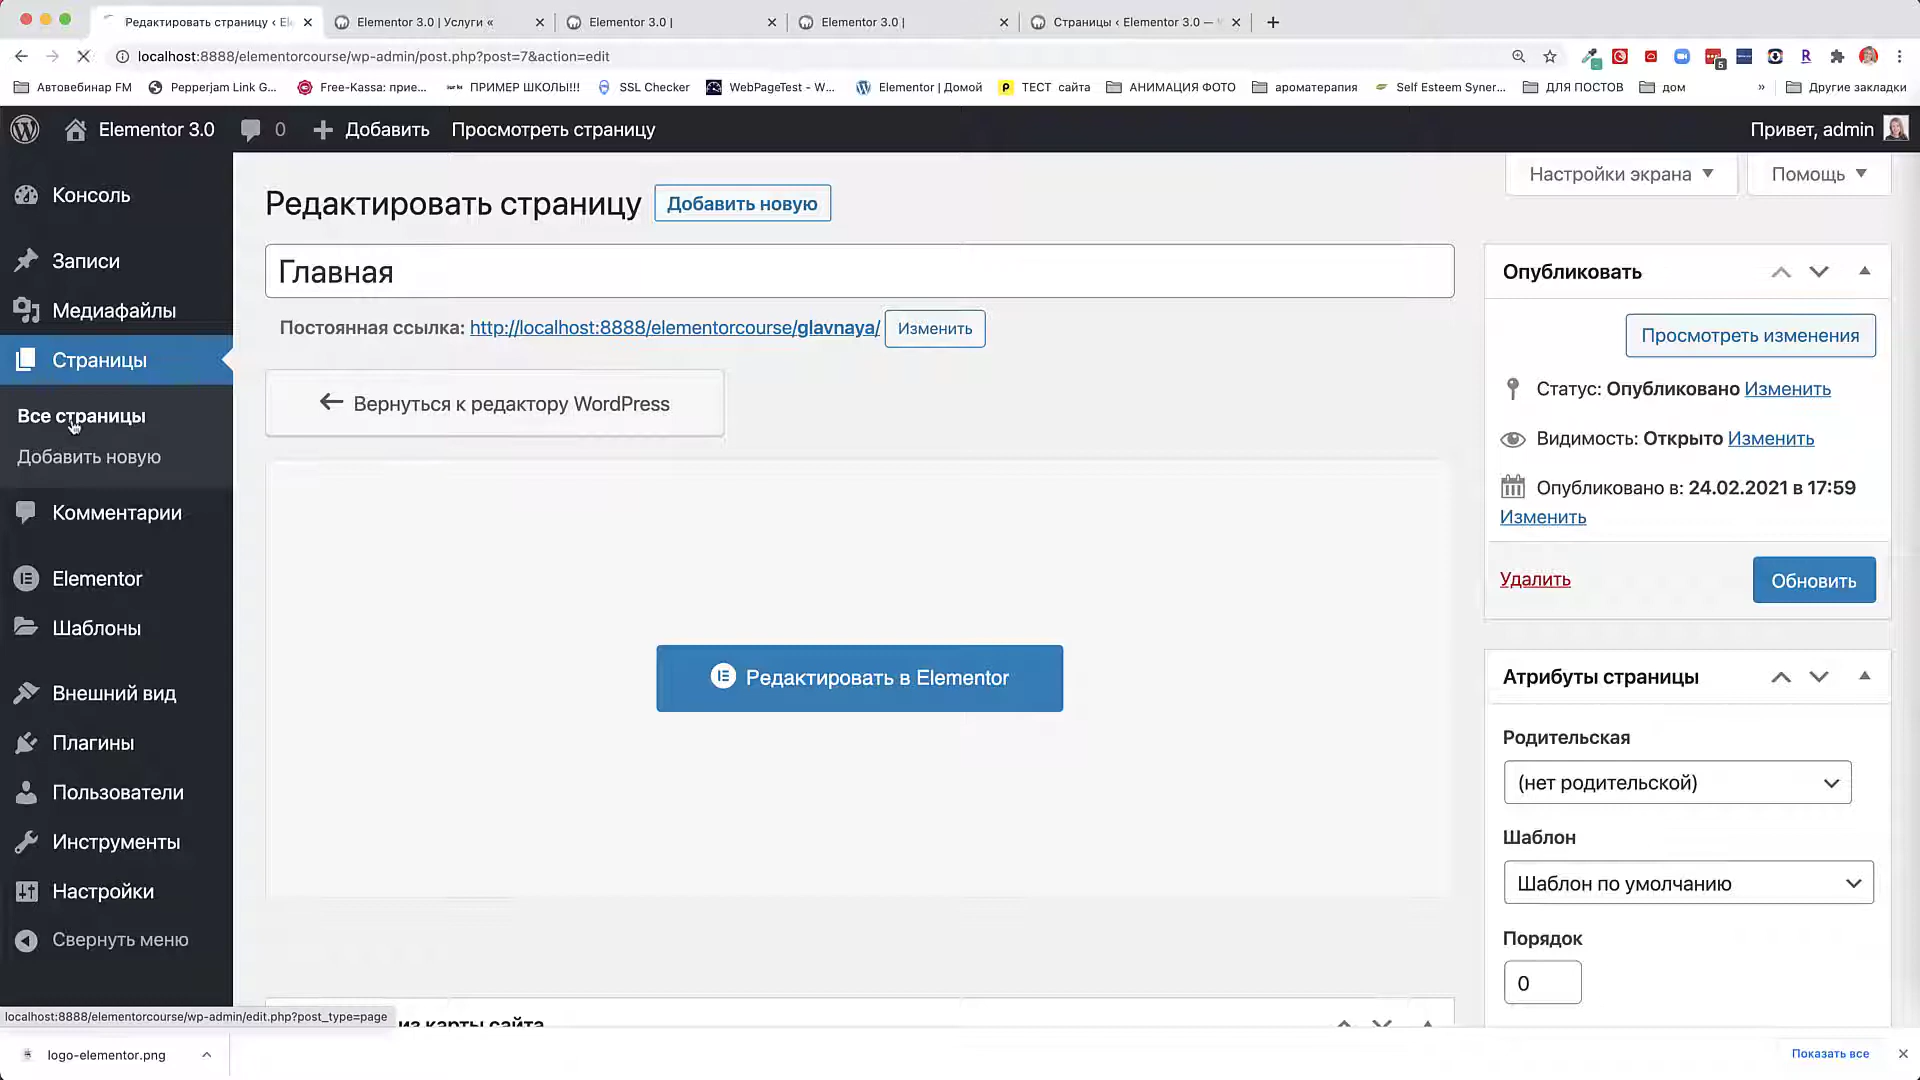 Редактировать страницу ‹ El
Elementor 3.0 | Услуги «
Elementor 3.0 |
Elementor 3.0 |
Страницы ‹ Elementor 3.0 —
localhost:8888/elementorcourse/wp-admin/post.php?post=7&action=edit
5
R
Автовебинар FM
Pepperjam Link G...
Free-Kassa: прие...
ПРИМЕР ШКОЛЫ!!!
SSL Checker
WebPageTest - W...
Elementor | Домой
ТЕСТ сайта
АНИМАЦИЯ ФОТО
ароматерапия
Self Esteem Syner...
ДЛЯ ПОСТОВ
дом
»
Другие закладки
Elementor 3.0
0
Добавить
Просмотреть страницу
Привет, admin
Консоль
Записи
Медиафайлы
Страницы
Все страницы
Добавить новую
Комментарии
Elementor
Шаблоны
Внешний вид
Плагины
Пользователи
Инструменты
Настройки
Свернуть меню
Настройки экрана
Помощь
Редактировать страницу
Добавить новую
Главная
Постоянная ссылка: http://localhost:8888/elementorcourse/glavnaya/ Изменить
← Вернуться к редактору WordPress
Редактировать в Elementor
из карты сайта
Опубликовать
Просмотреть изменения
Статус: Опубликовано Изменить
Видимость: Открыто Изменить
Опубликовано в: 24.02.2021 в 17:59
Изменить
Удалить
Обновить
Атрибуты страницы
Родительская
(нет родительской)
Шаблон
Шаблон по умолчанию
Порядок
0
localhost:8888/elementorcourse/wp-admin/edit.php?post_type=page
logo-elementor.png
Показать все